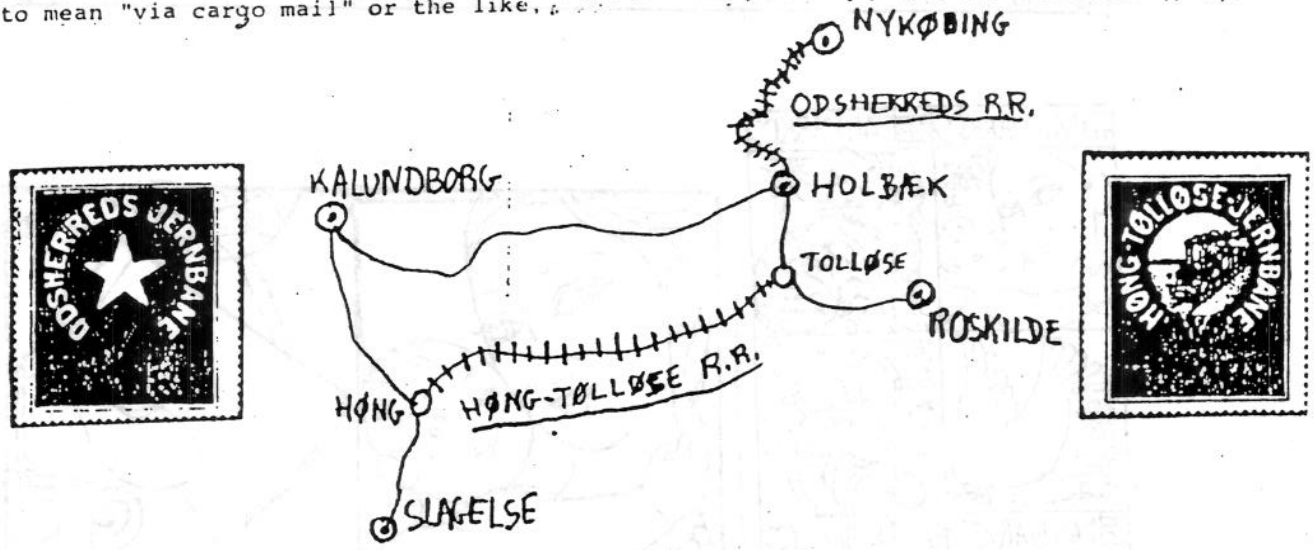 to mean "via cargo mail" or the like.
NYKØBING
ODSHERREDS R.R.
KALUNDBORG
HOLBÆK
ODSHERREDS JERNBANE
TOLLØSE
HØNG-TØLLØSE-JERNBANE
ROSKILDE
HØNG
HØNG-TØLLØSE R.R.
SLAGELSE